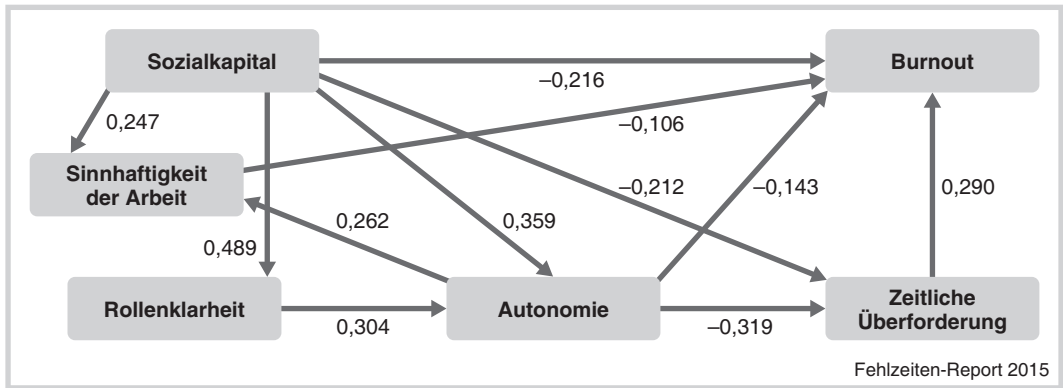 Sozialkapital
Burnout
–0,216
0,247
–0,106
Sinnhaftigkeit
der Arbeit
–0,212
–0,143
0,290
0,262
0,359
0,489
Rollenklarheit
0,304
Autonomie
–0,319
Zeitliche
Überforderung
Fehlzeiten-Report 2015